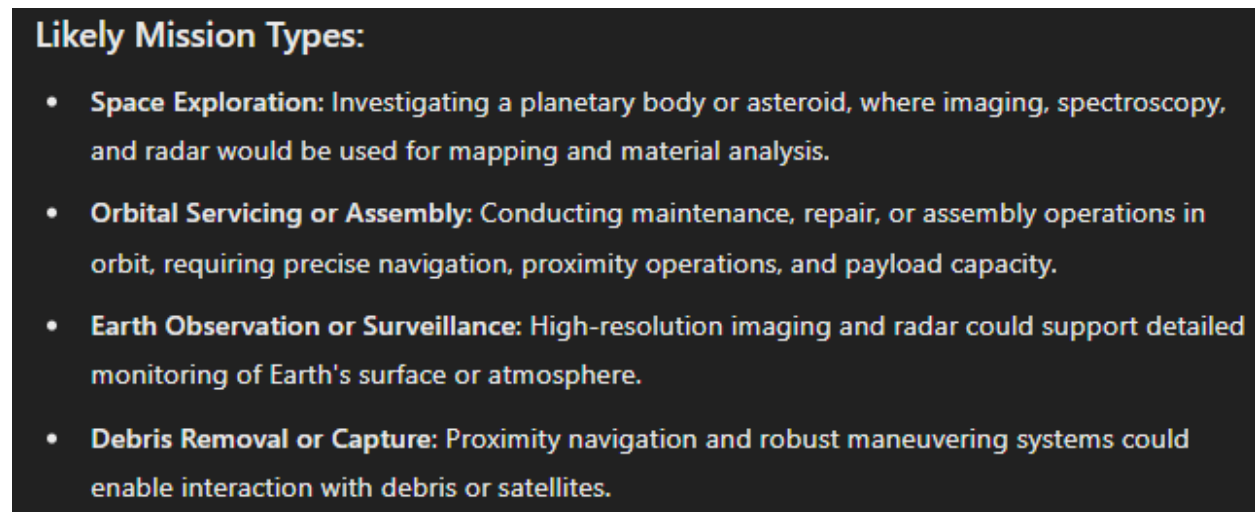 Likely Mission Types:
• Space Exploration: Investigating a planetary body or asteroid, where imaging, spectroscopy,
and radar would be used for mapping and material analysis.
• Orbital Servicing or Assembly: Conducting maintenance, repair, or assembly operations in
orbit, requiring precise navigation, proximity operations, and payload capacity.
• Earth Observation or Surveillance: High-resolution imaging and radar could support detailed
monitoring of Earth's surface or atmosphere.
• Debris Removal or Capture: Proximity navigation and robust maneuvering systems could
enable interaction with debris or satellites.